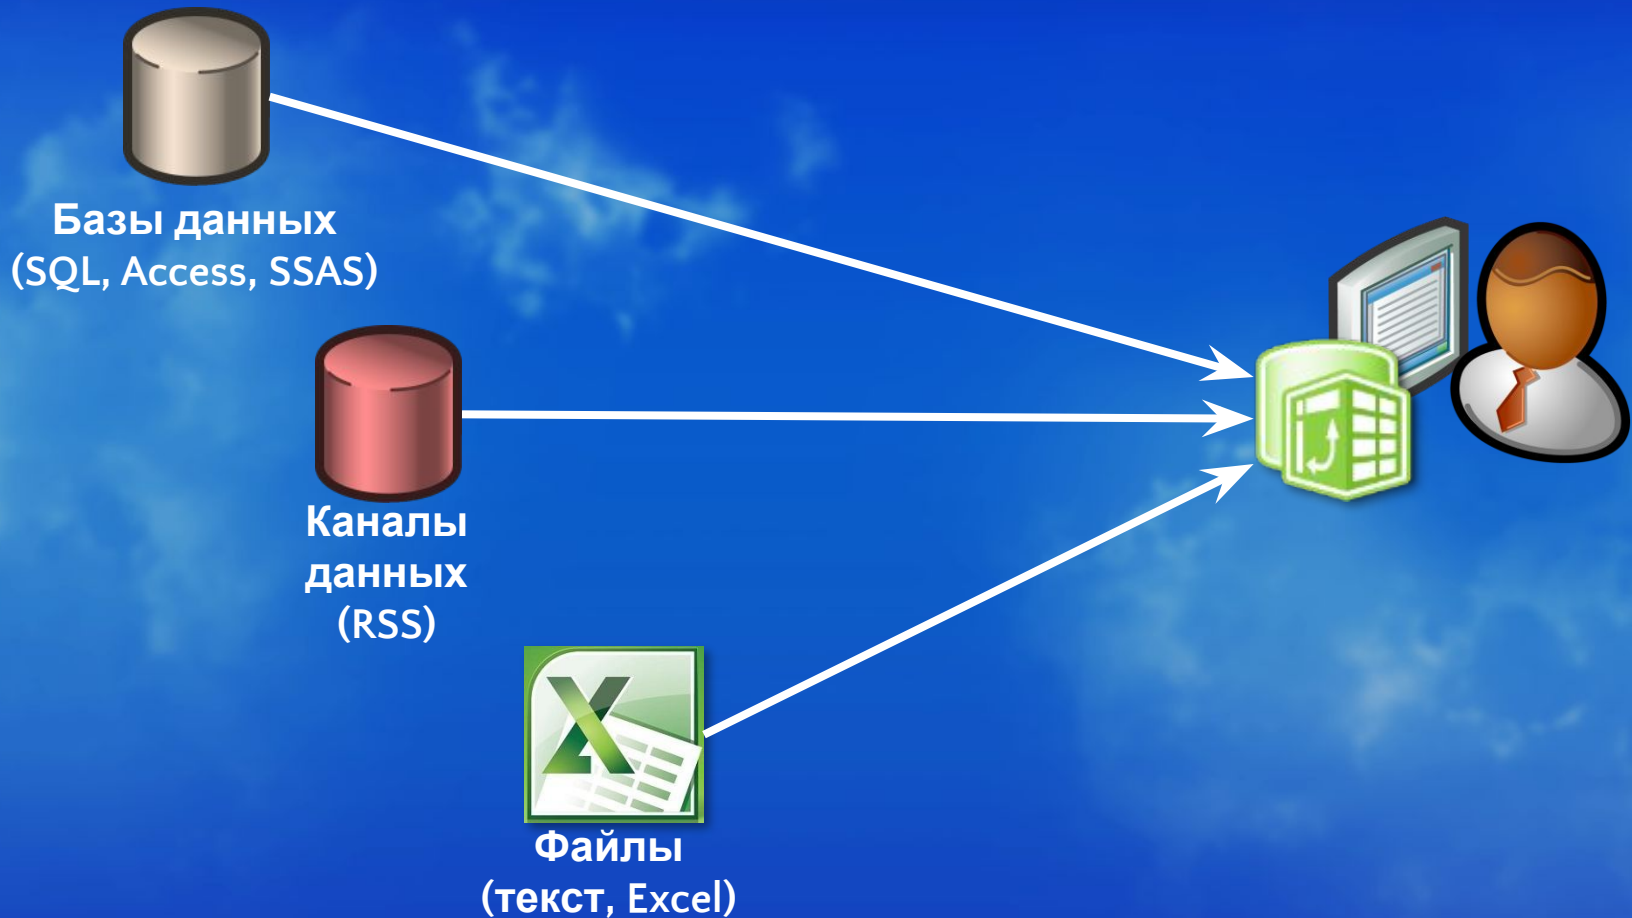 Базы данных
(SQL, Access, SSAS)
Каналы
данных
(RSS)
Файлы
(текст, Excel)